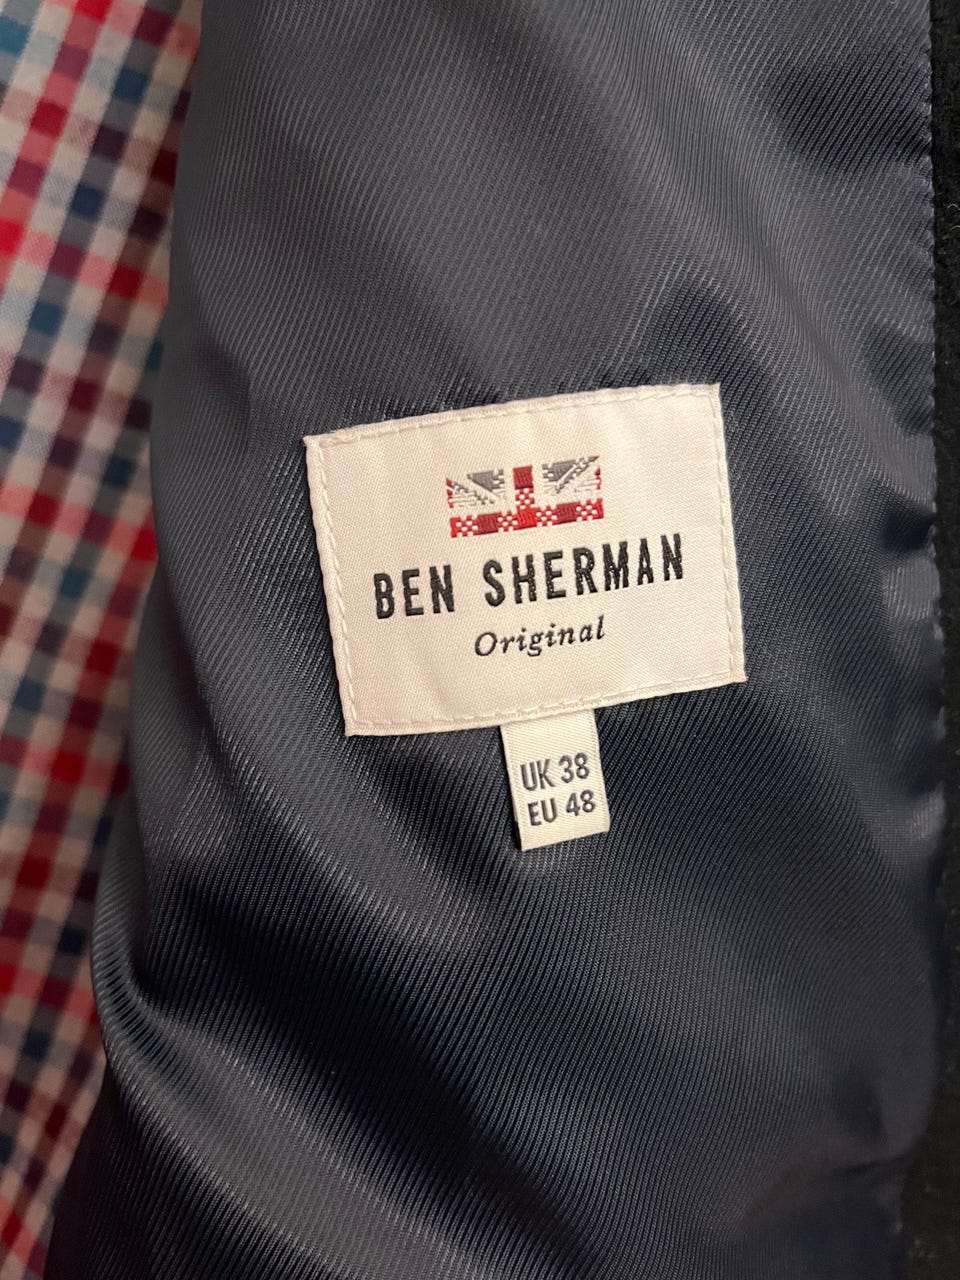 BEN SHERMAN
Original
UK 38
EU 48